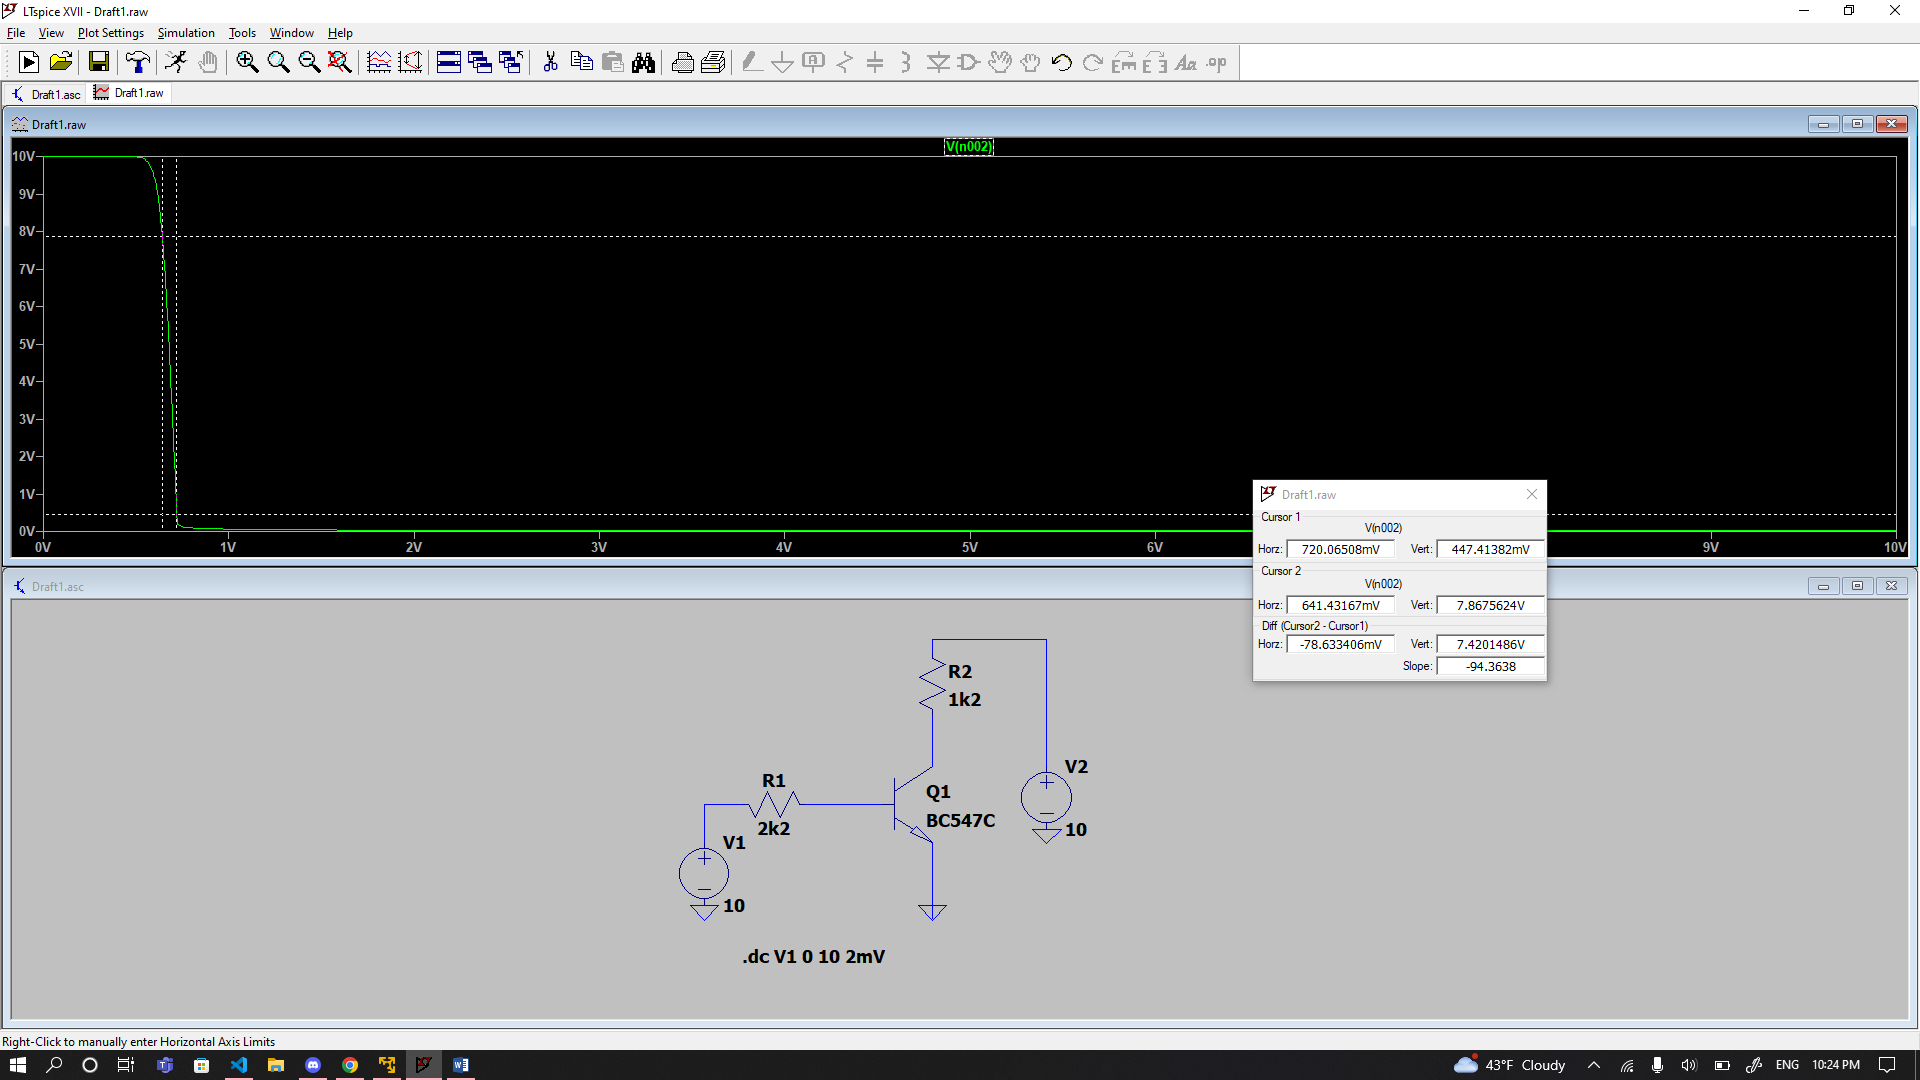 LTspice XVII - Draft1.raw
File View Plot Settings Simulation Tools Window Help
Draft1.asc Draft1.raw
Draft1.raw
V(n002)
10V
9V
8V
7V
6V
5V
4V
3V
2V
1V
0V
0V 1V 2V 3V 4V 5V 6V 9V 10V
Draft1.raw
Cursor 1
V(n002)
Horz: 720.06508mV Vert: 447.41382mV
Cursor 2
V(n002)
Horz: 641.43167mV Vert: 7.8675624V
Diff (Cursor2 - Cursor1)
Horz: -78.633406mV Vert: 7.4201486V
Slope: -94.3638
Draft1.asc
R2
1k2
R1
2k2
V1
10
Q1
BC547C
V2
10
.dc V1 0 10 2mV
Right-Click to manually enter Horizontal Axis Limits
43°F Cloudy ENG 10:24 PM